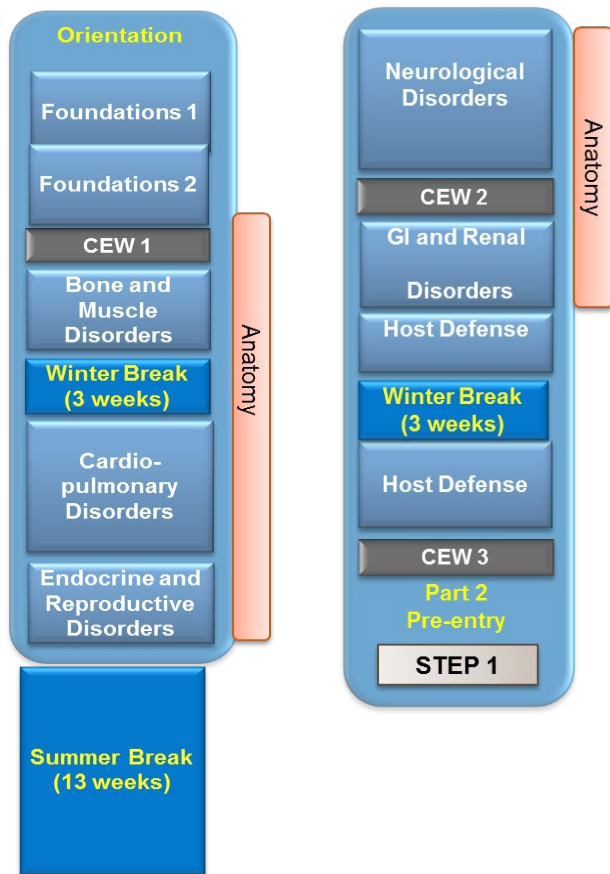 Orientation
Foundations 1
Foundations 2
CEW 1
Bone and
Muscle
Disorders
Winter Break
(3 weeks)
Cardio-
pulmonary
Disorders
Endocrine and
Reproductive
Disorders
Anatomy
Summer Break
(13 weeks)
Neurological
Disorders
CEW 2
GI and Renal
Disorders
Host Defense
Winter Break
(3 weeks)
Host Defense
CEW 3
Part 2
Pre-entry
STEP 1
Anatomy